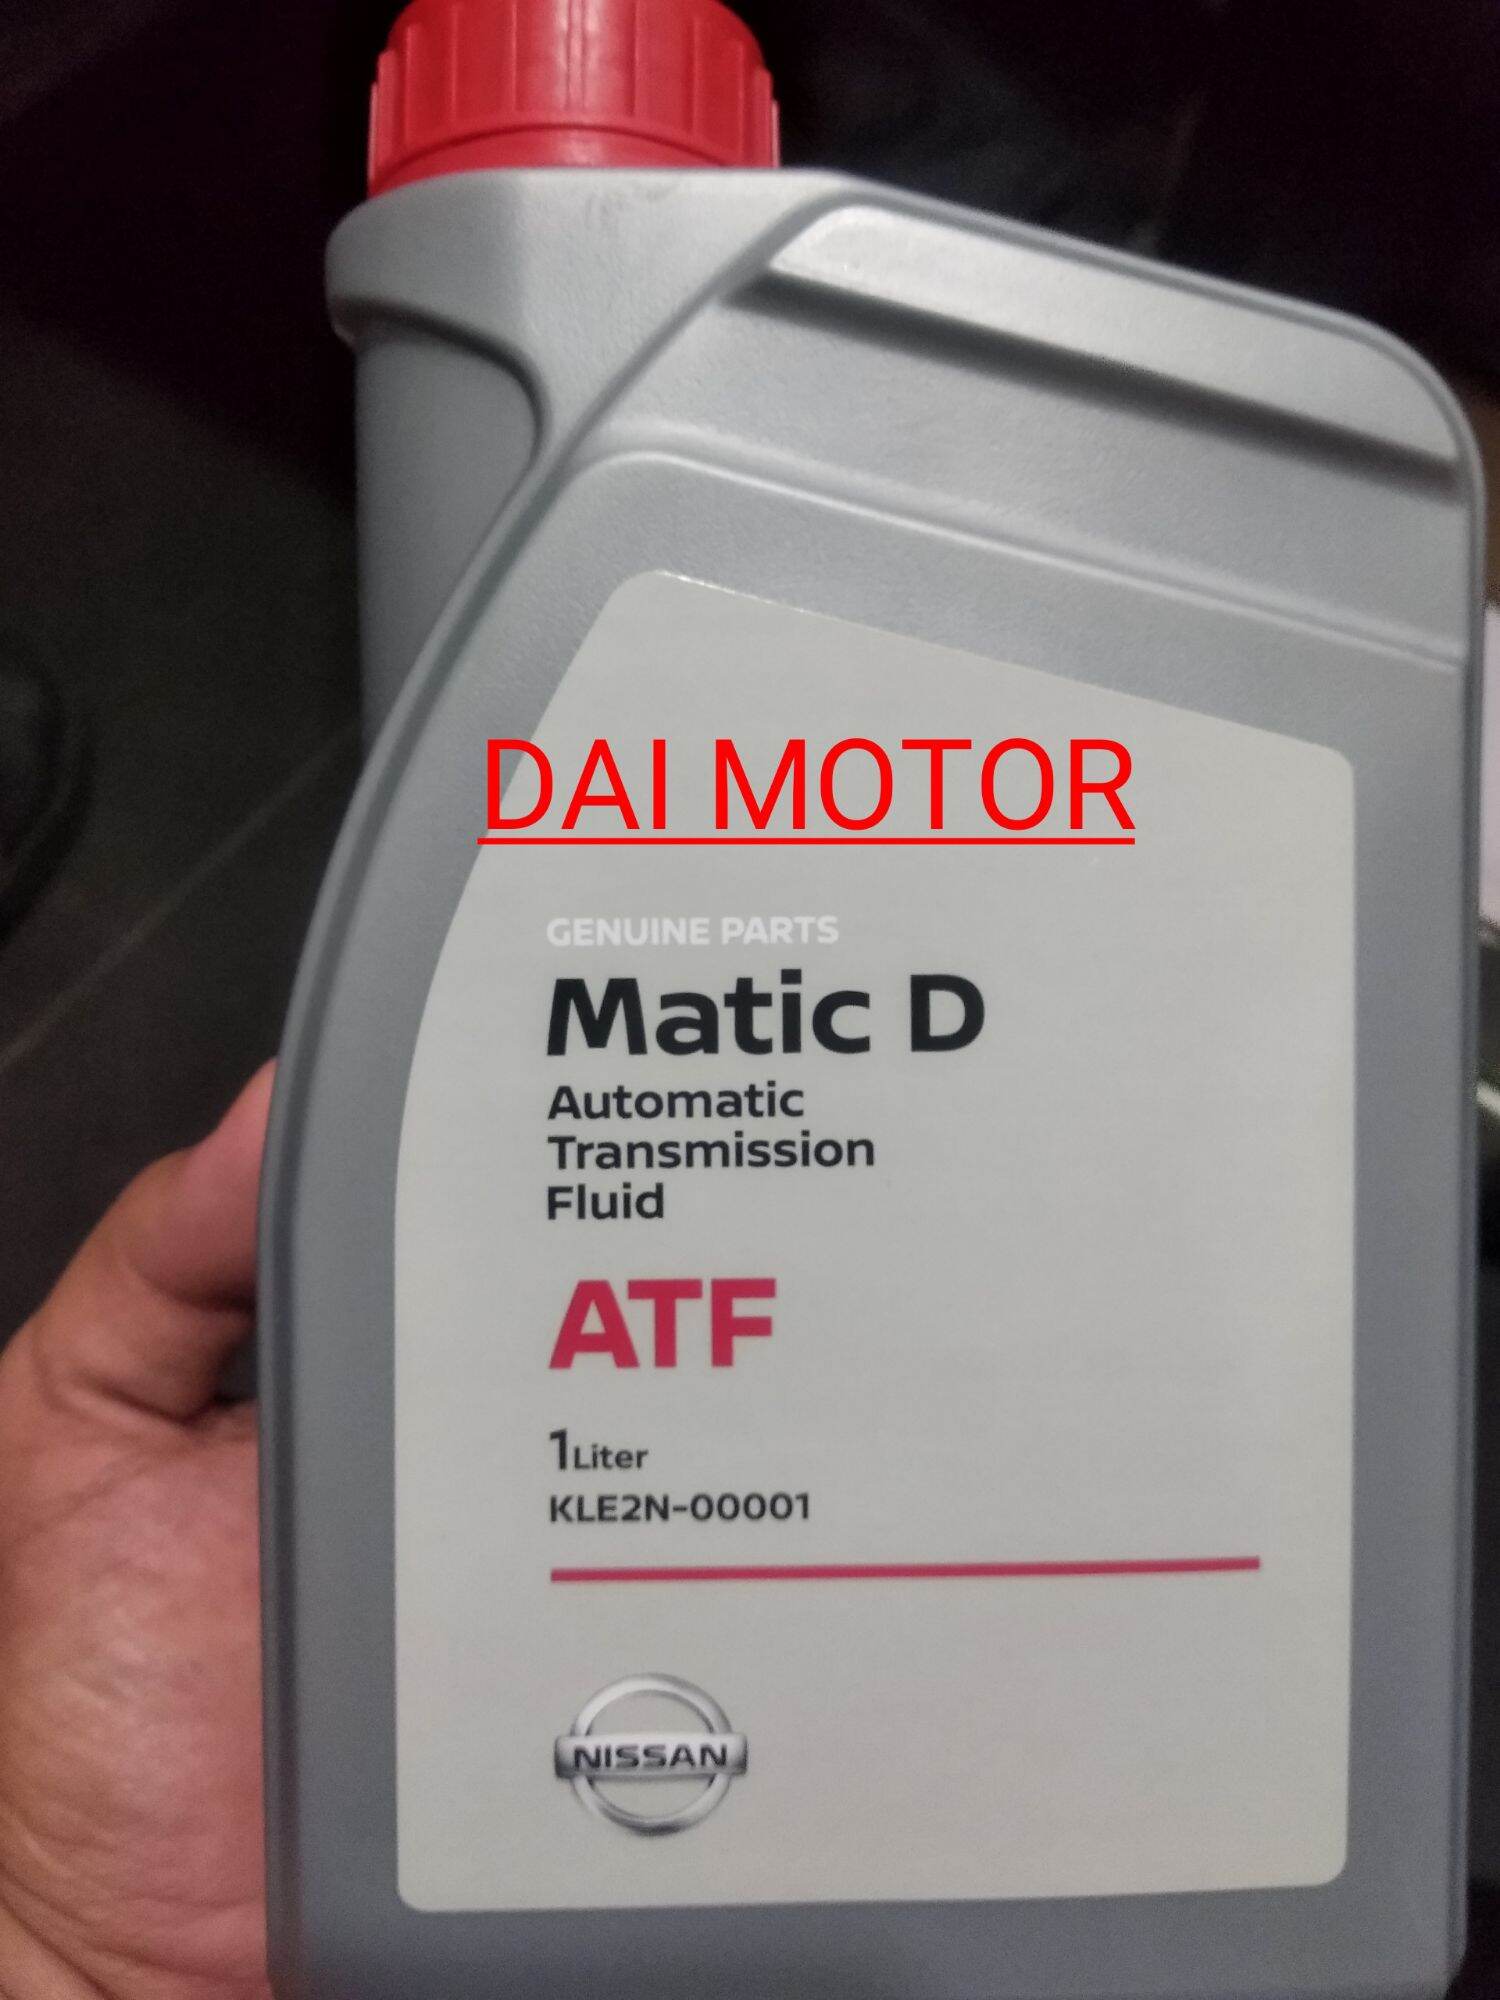 DAI MOTOR
GENUINE PARTS
Matic D
Automatic
Transmission
Fluid
ATF
1Liter
KLE2N-00001
NISSAN